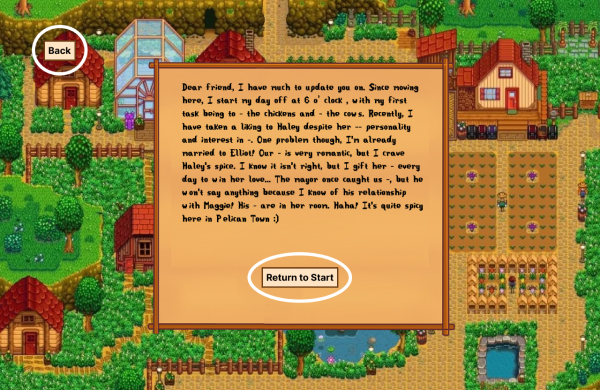 Back
Dear friend, I have much to update you on. Since moving
here, I start my day off at 6 o' clock , with my first
task being to - the chickens and - the cows. Recently, I
have taken a liking to Haley despite her -- personality
and interest in -. One problem though, I'm already
married to Elliot! Our - is very romantic, but I crave
Haley's spice. I know it isn't right, but I gift her - every
day to win her love... The mayor once caught us -, but he
won't say anything because I know of his relationship
with Maggie! His - are in her room. Haha! It's quite spicy
here in Pelican Town :)
Return to Start